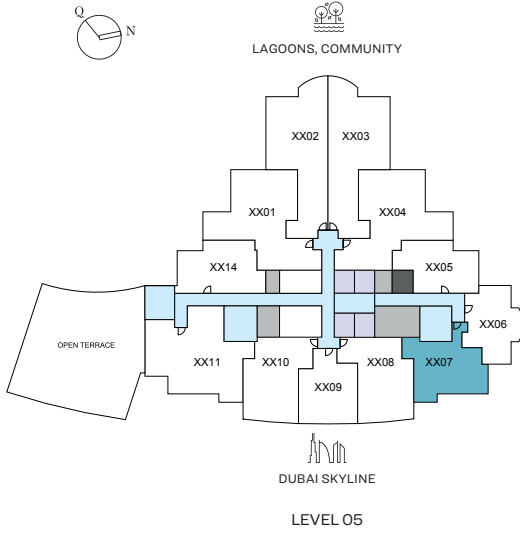 Q
N
LAGOONS, COMMUNITY
XX02 XX03
XX01 XX04
XX14 XX05
XX06
OPEN TERRACE
XX11 XX10 XX08 XX07
XX09
DUBAI SKYLINE
LEVEL 05